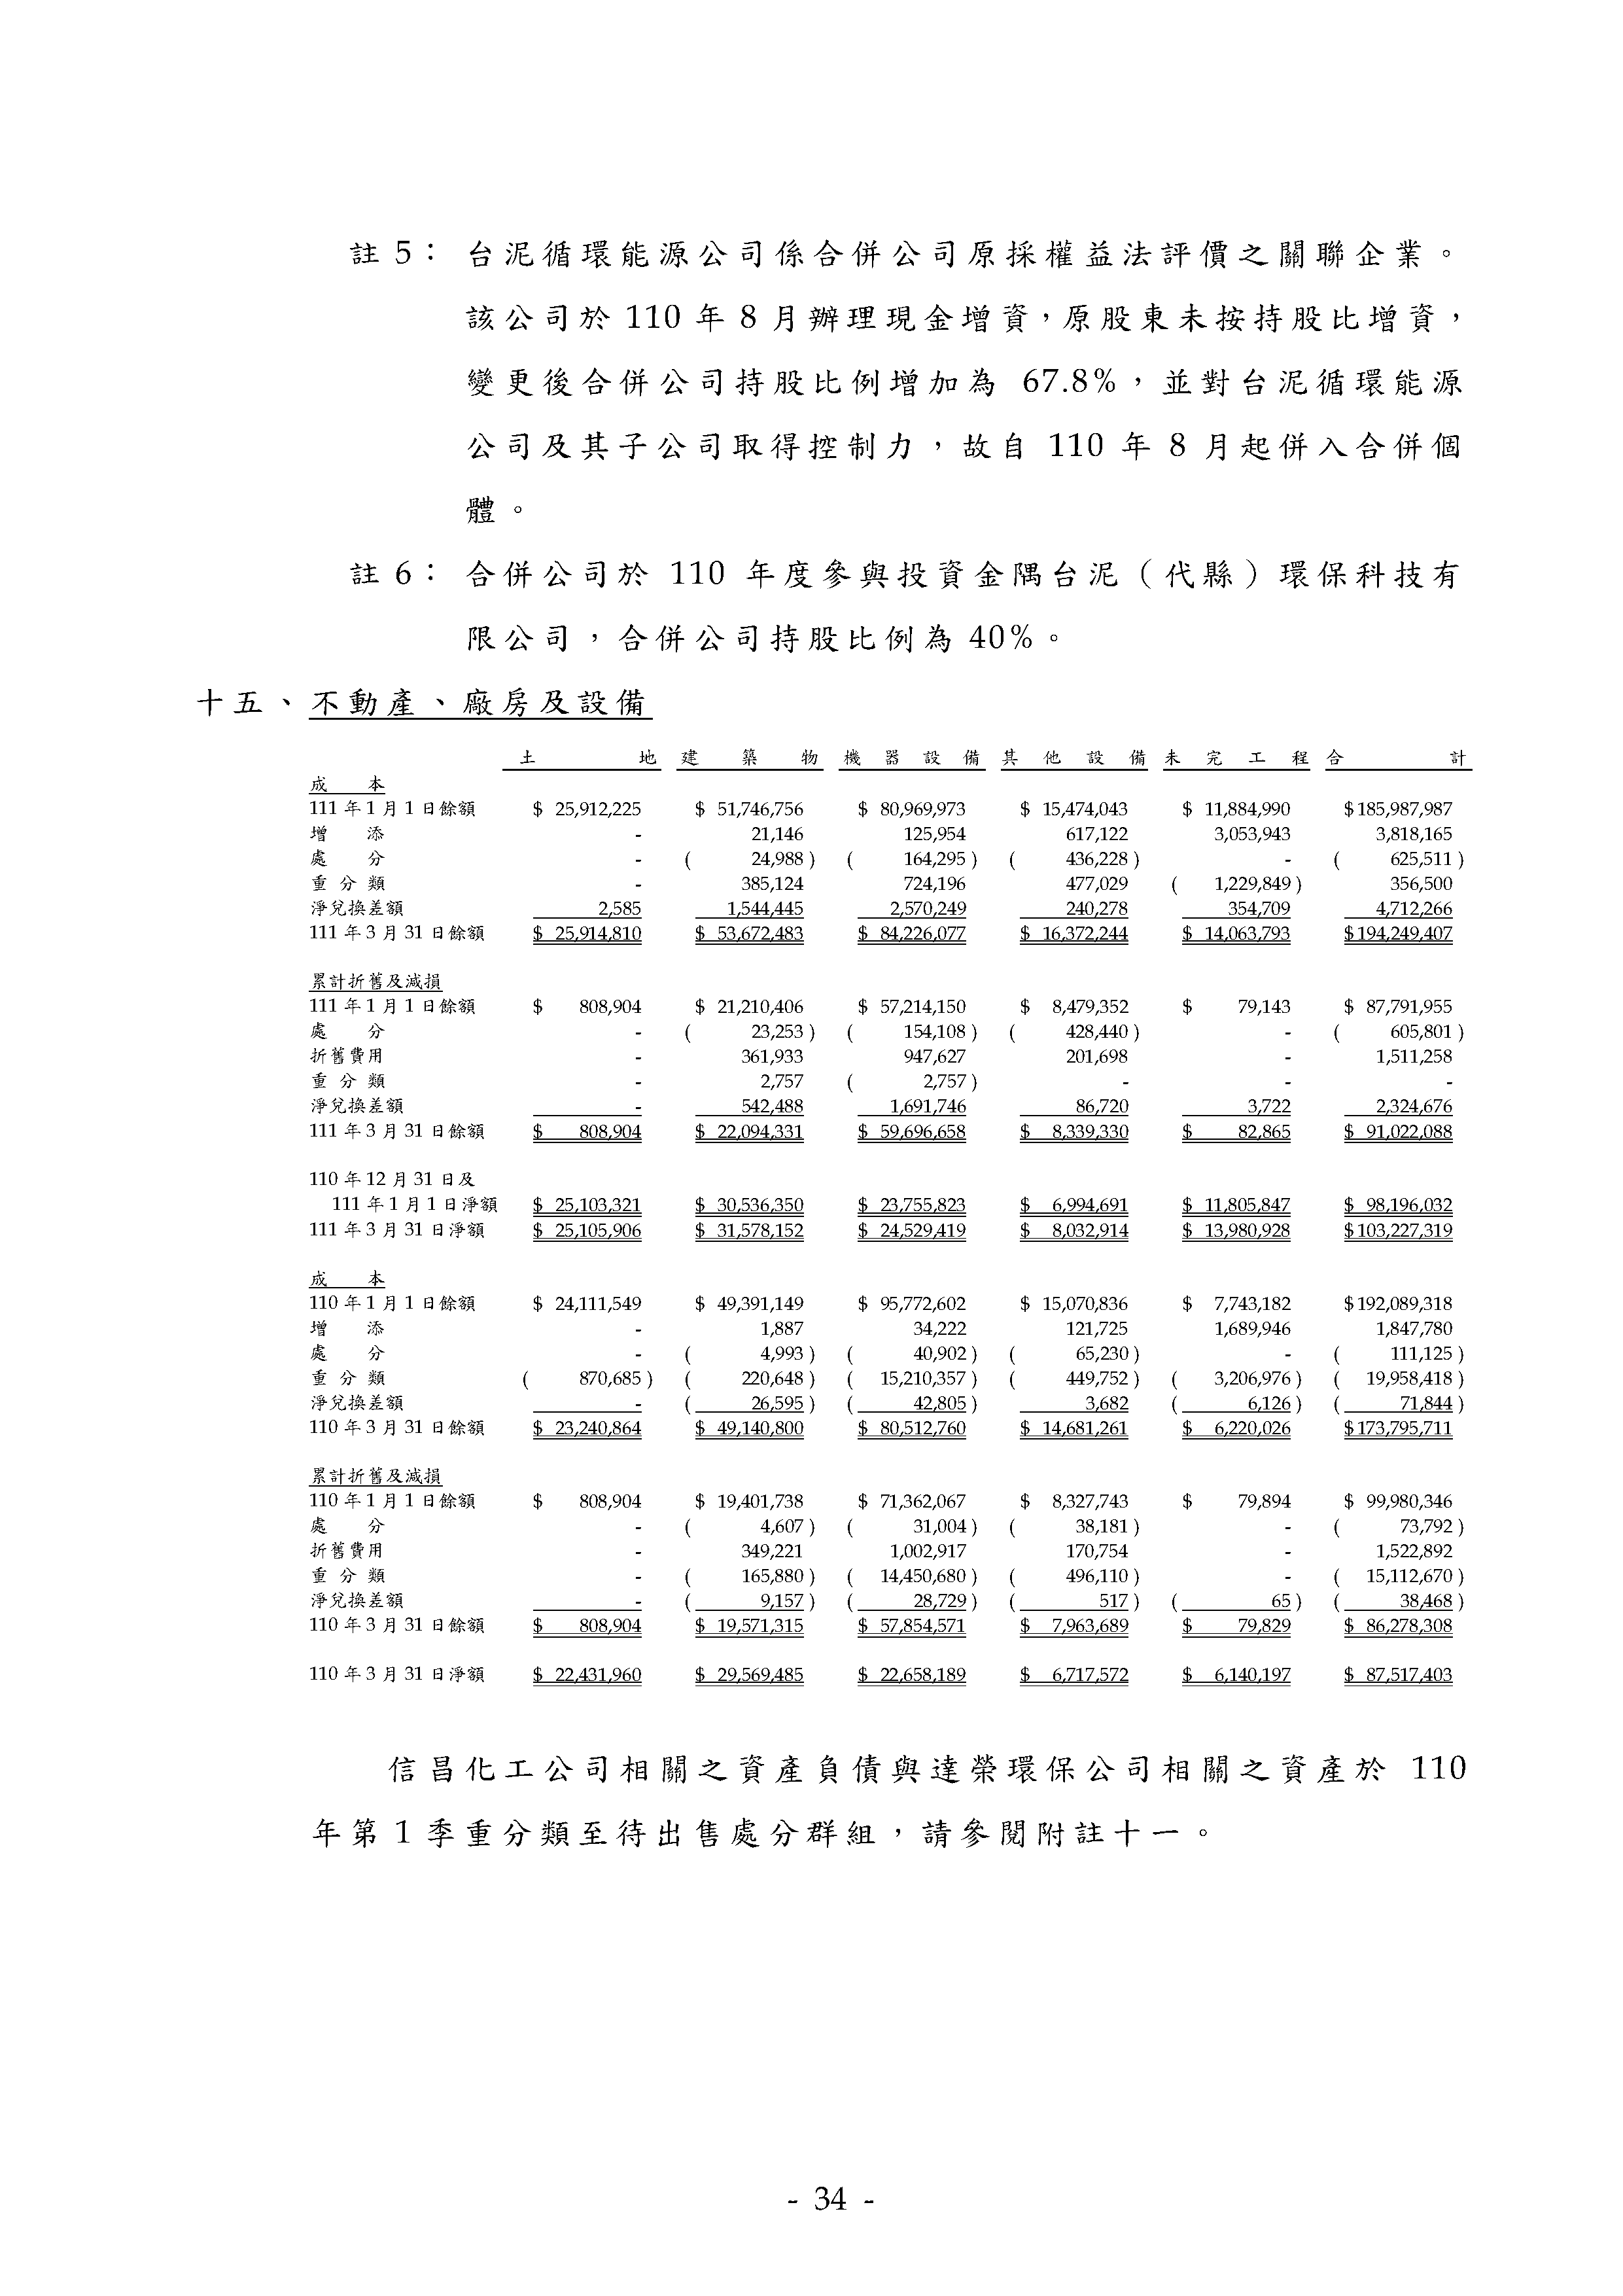 註 5： 台泥循環能源公司係合併公司原採權益法評價之關聯企業。
該公司於 110 年 8 月辦理現金增資，原股東未按持股比增資，
變更後合併公司持股比例增加為 67.8%，並對台泥循環能源
公司及其子公司取得控制力，故自 110 年 8 月起併入合併個
體。
註 6： 合併公司於 110 年度參與投資金隅台泥（代縣）環保科技有
限公司，合併公司持股比例為 40%。
十五、不動產、廠房及設備
土地 建築物 機器設備 其他設備 未完工程 合計
成本
111 年 1 月 1 日餘額 $ 25,912,225 $ 51,746,756 $ 80,969,973 $ 15,474,043 $ 11,884,990 $185,987,987
增添 - 21,146 125,954 617,122 3,053,943 3,818,165
處分 - ( 24,988 ) ( 164,295 ) ( 436,228 ) - ( 625,511 )
重分類 - 385,124 724,196 477,029 ( 1,229,849 ) 356,500
淨兌換差額 2,585 1,544,445 2,570,249 240,278 354,709 4,712,266
111 年 3 月 31 日餘額 $ 25,914,810 $ 53,672,483 $ 84,226,077 $ 16,372,244 $ 14,063,793 $194,249,407
累計折舊及減損
111 年 1 月 1 日餘額 $ 808,904 $ 21,210,406 $ 57,214,150 $ 8,479,352 $ 79,143 $ 87,791,955
處分 - ( 23,253 ) ( 154,108 ) ( 428,440 ) - ( 605,801 )
折舊費用 - 361,933 947,627 201,698 - 1,511,258
重分類 - 2,757 ( 2,757 ) - - -
淨兌換差額 - 542,488 1,691,746 86,720 3,722 2,324,676
111 年 3 月 31 日餘額 $ 808,904 $ 22,094,331 $ 59,696,658 $ 8,339,330 $ 82,865 $ 91,022,088
110 年 12 月 31 日及
111 年 1 月 1 日淨額 $ 25,103,321 $ 30,536,350 $ 23,755,823 $ 6,994,691 $ 11,805,847 $ 98,196,032
111 年 3 月 31 日淨額 $ 25,105,906 $ 31,578,152 $ 24,529,419 $ 8,032,914 $ 13,980,928 $103,227,319
成本
110 年 1 月 1 日餘額 $ 24,111,549 $ 49,391,149 $ 95,772,602 $ 15,070,836 $ 7,743,182 $192,089,318
增添 - 1,887 34,222 121,725 1,689,946 1,847,780
處分 - ( 4,993 ) ( 40,902 ) ( 65,230 ) - ( 111,125 )
重分類 ( 870,685 ) ( 220,648 ) ( 15,210,357 ) ( 449,752 ) ( 3,206,976 ) ( 19,958,418 )
淨兌換差額 - ( 26,595 ) ( 42,805 ) 3,682 ( 6,126 ) ( 71,844 )
110 年 3 月 31 日餘額 $ 23,240,864 $ 49,140,800 $ 80,512,760 $ 14,681,261 $ 6,220,026 $173,795,711
累計折舊及減損
110 年 1 月 1 日餘額 $ 808,904 $ 19,401,738 $ 71,362,067 $ 8,327,743 $ 79,894 $ 99,980,346
處分 - ( 4,607 ) ( 31,004 ) ( 38,181 ) - ( 73,792 )
折舊費用 - 349,221 1,002,917 170,754 - 1,522,892
重分類 - ( 165,880 ) ( 14,450,680 ) ( 496,110 ) - ( 15,112,670 )
淨兌換差額 - ( 9,157 ) ( 28,729 ) ( 517 ) ( 65 ) ( 38,468 )
110 年 3 月 31 日餘額 $ 808,904 $ 19,571,315 $ 57,854,571 $ 7,963,689 $ 79,829 $ 86,278,308
110 年 3 月 31 日淨額 $ 22,431,960 $ 29,569,485 $ 22,658,189 $ 6,717,572 $ 6,140,197 $ 87,517,403
信昌化工公司相關之資產負債與達榮環保公司相關之資產於 110
年第 1 季重分類至待出售處分群組，請參閱附註十一。
- 34 -